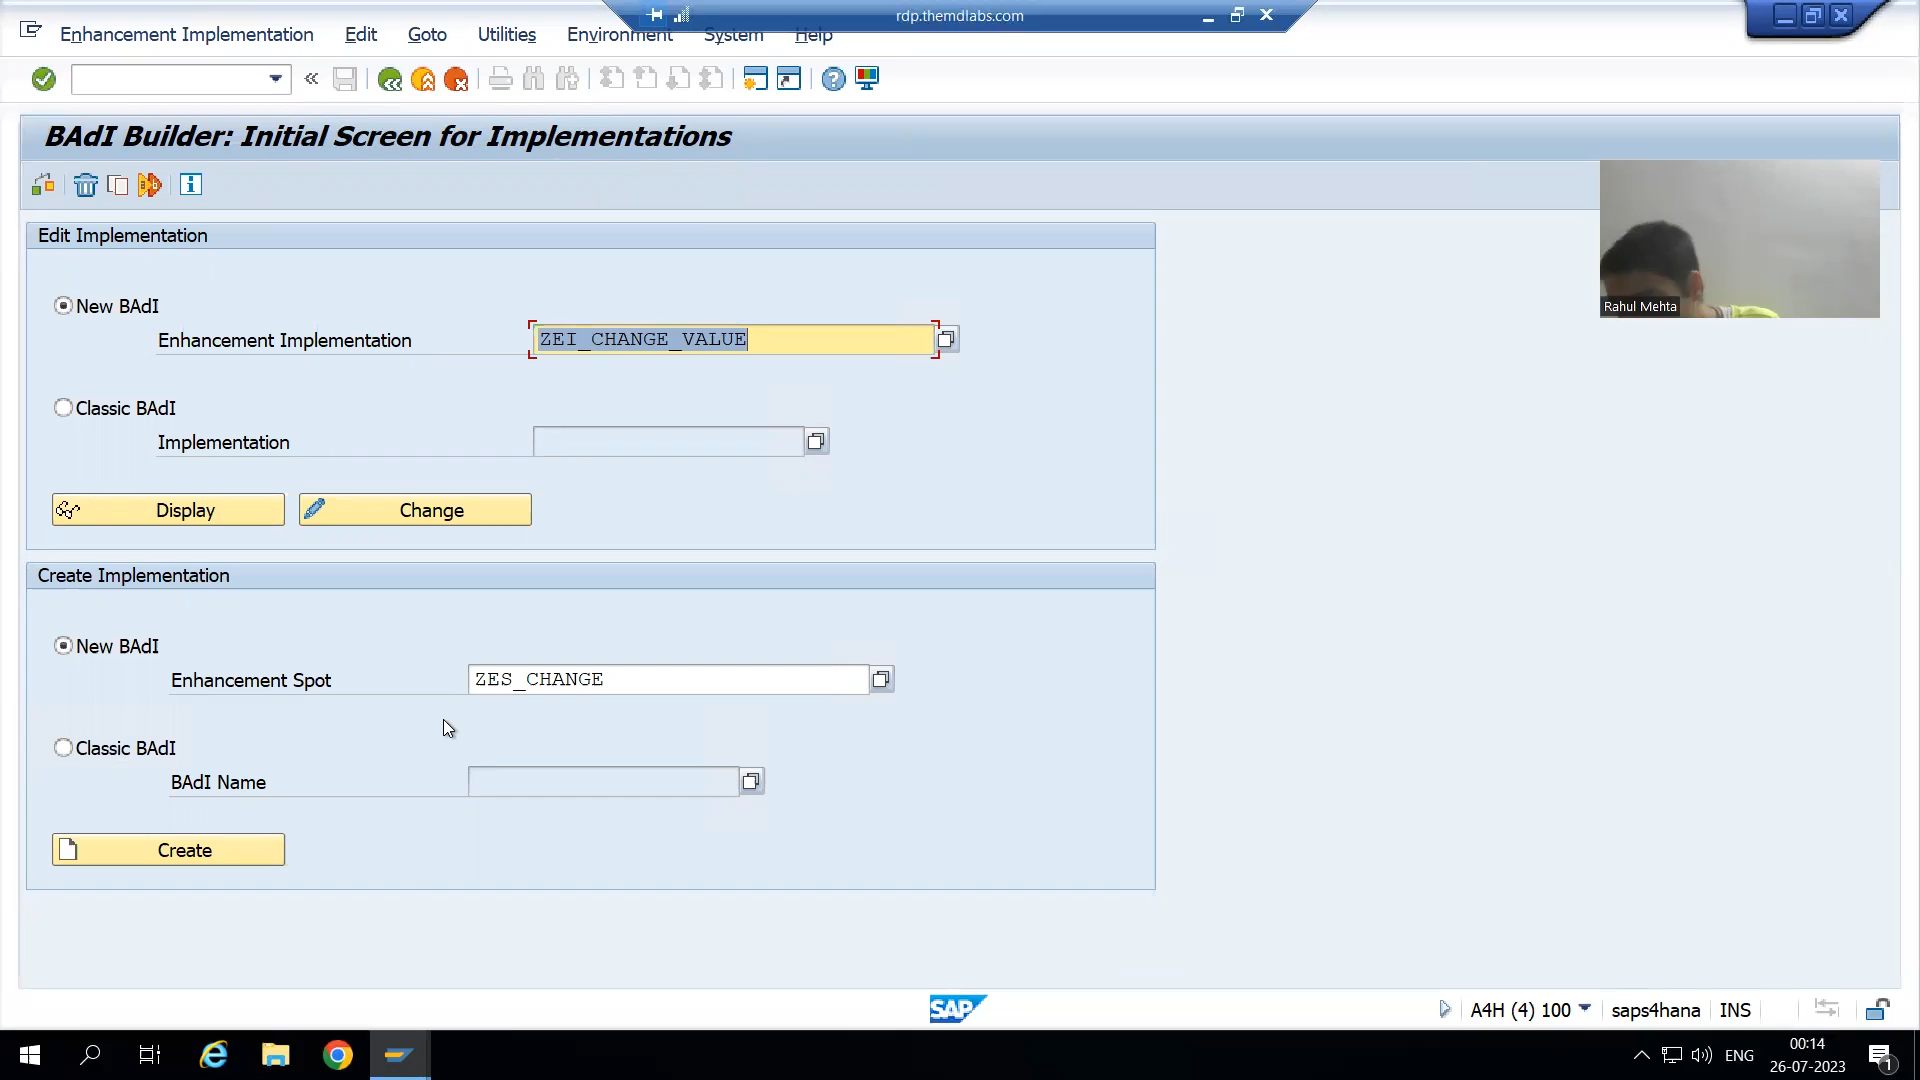 rdp.themdlabs.com
Enhancement Implementation Edit Goto Utilities Environment System Help
BAdI Builder: Initial Screen for Implementations
Edit Implementation
New BAdI
Enhancement Implementation ZEI_CHANGE_VALUE
Classic BAdI
Implementation
Display Change
Create Implementation
New BAdI
Enhancement Spot ZES_CHANGE
Classic BAdI
BAdI Name
Create
Rahul Mehta
SAP A4H (4) 100 saps4hana INS
ENG 00:14
26-07-2023
1